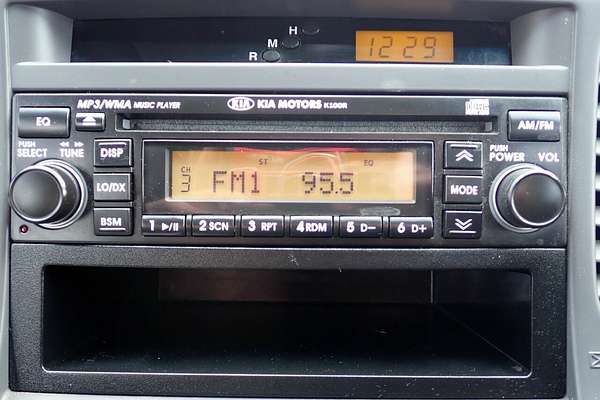 H
M
R
12:29
MP3/WMA MUSIC PLAYER KIA KIA MOTORS K100R
EQ
AM/FM
PUSH SELECT TUNE
DISP
CH 3 ST EQ
FM1 95.5
PUSH POWER VOL
LO/DX
MODE
BSM
1 ▶/II 2 SCN 3 RPT 4 RDM 5 D− 6 D+